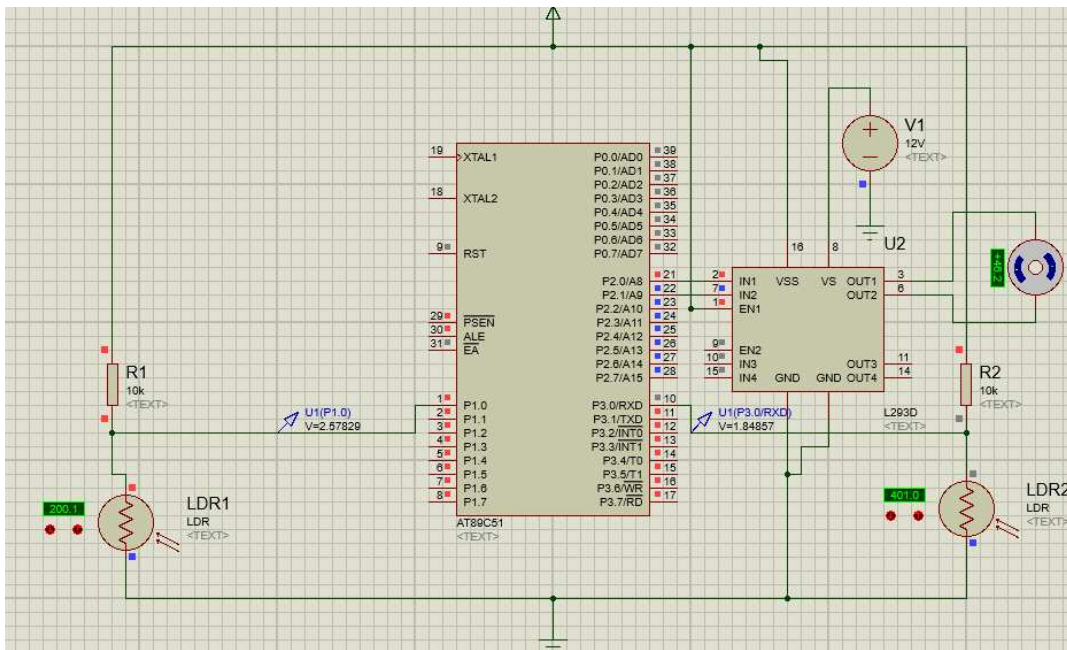 V1
12V
<TEXT>
19
XTAL1
18
XTAL2
9
RST
29
PSEN
30
ALE
31
EA
1
P1.0
2
P1.1
3
P1.2
4
P1.3
5
P1.4
6
P1.5
7
P1.6
8
P1.7
P0.0/AD0
39
P0.1/AD1
38
P0.2/AD2
37
P0.3/AD3
36
P0.4/AD4
35
P0.5/AD5
34
P0.6/AD6
33
P0.7/AD7
32
P2.0/A8
21
P2.1/A9
22
P2.2/A10
23
P2.3/A11
24
P2.4/A12
25
P2.5/A13
26
P2.6/A14
27
P2.7/A15
28
P3.0/RXD
10
P3.1/TXD
11
P3.2/INT0
12
P3.3/INT1
13
P3.4/T0
14
P3.5/T1
15
P3.6/WR
16
P3.7/RD
17
AT89C51
<TEXT>
16
8
U2
2
IN1
7
IN2
1
EN1
9
EN2
10
IN3
15
IN4
VSS
VS
OUT1
3
OUT2
6
OUT3
11
OUT4
14
GND
GND
L293D
<TEXT>
+46.2
R1
10k
<TEXT>
R2
10k
<TEXT>
U1(P1.0)
V=2.57829
U1(P3.0/RXD)
V=1.84857
200.1
LDR1
LDR
<TEXT>
401.0
LDR2
LDR
<TEXT>